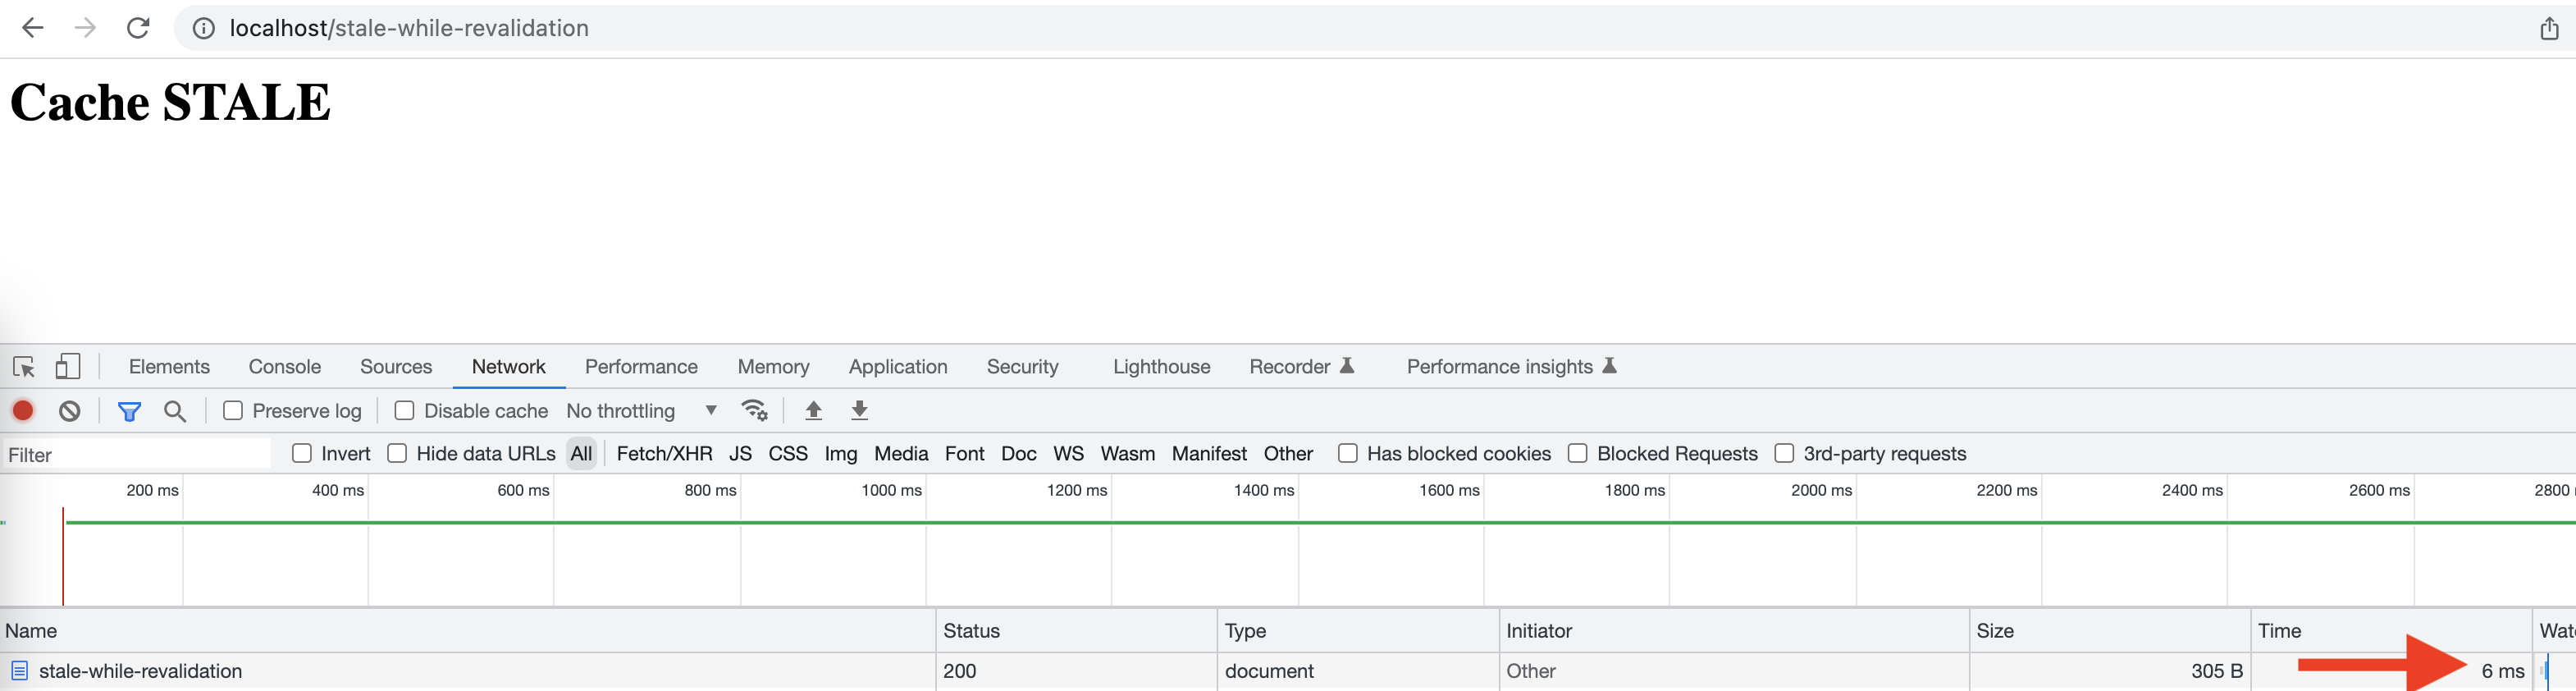 localhost/stale-while-revalidation
Cache STALE
Elements Console Sources Network Performance Memory Application Security Lighthouse Recorder Performance insights
Preserve log Disable cache No throttling
Filter Invert Hide data URLs All Fetch/XHR JS CSS Img Media Font Doc WS Wasm Manifest Other Has blocked cookies Blocked Requests 3rd-party requests
200 ms 400 ms 600 ms 800 ms 1000 ms 1200 ms 1400 ms 1600 ms 1800 ms 2000 ms 2200 ms 2400 ms 2600 ms 2800
Name Status Type Initiator Size Time Wat
stale-while-revalidation 200 document Other 305 B 6 ms